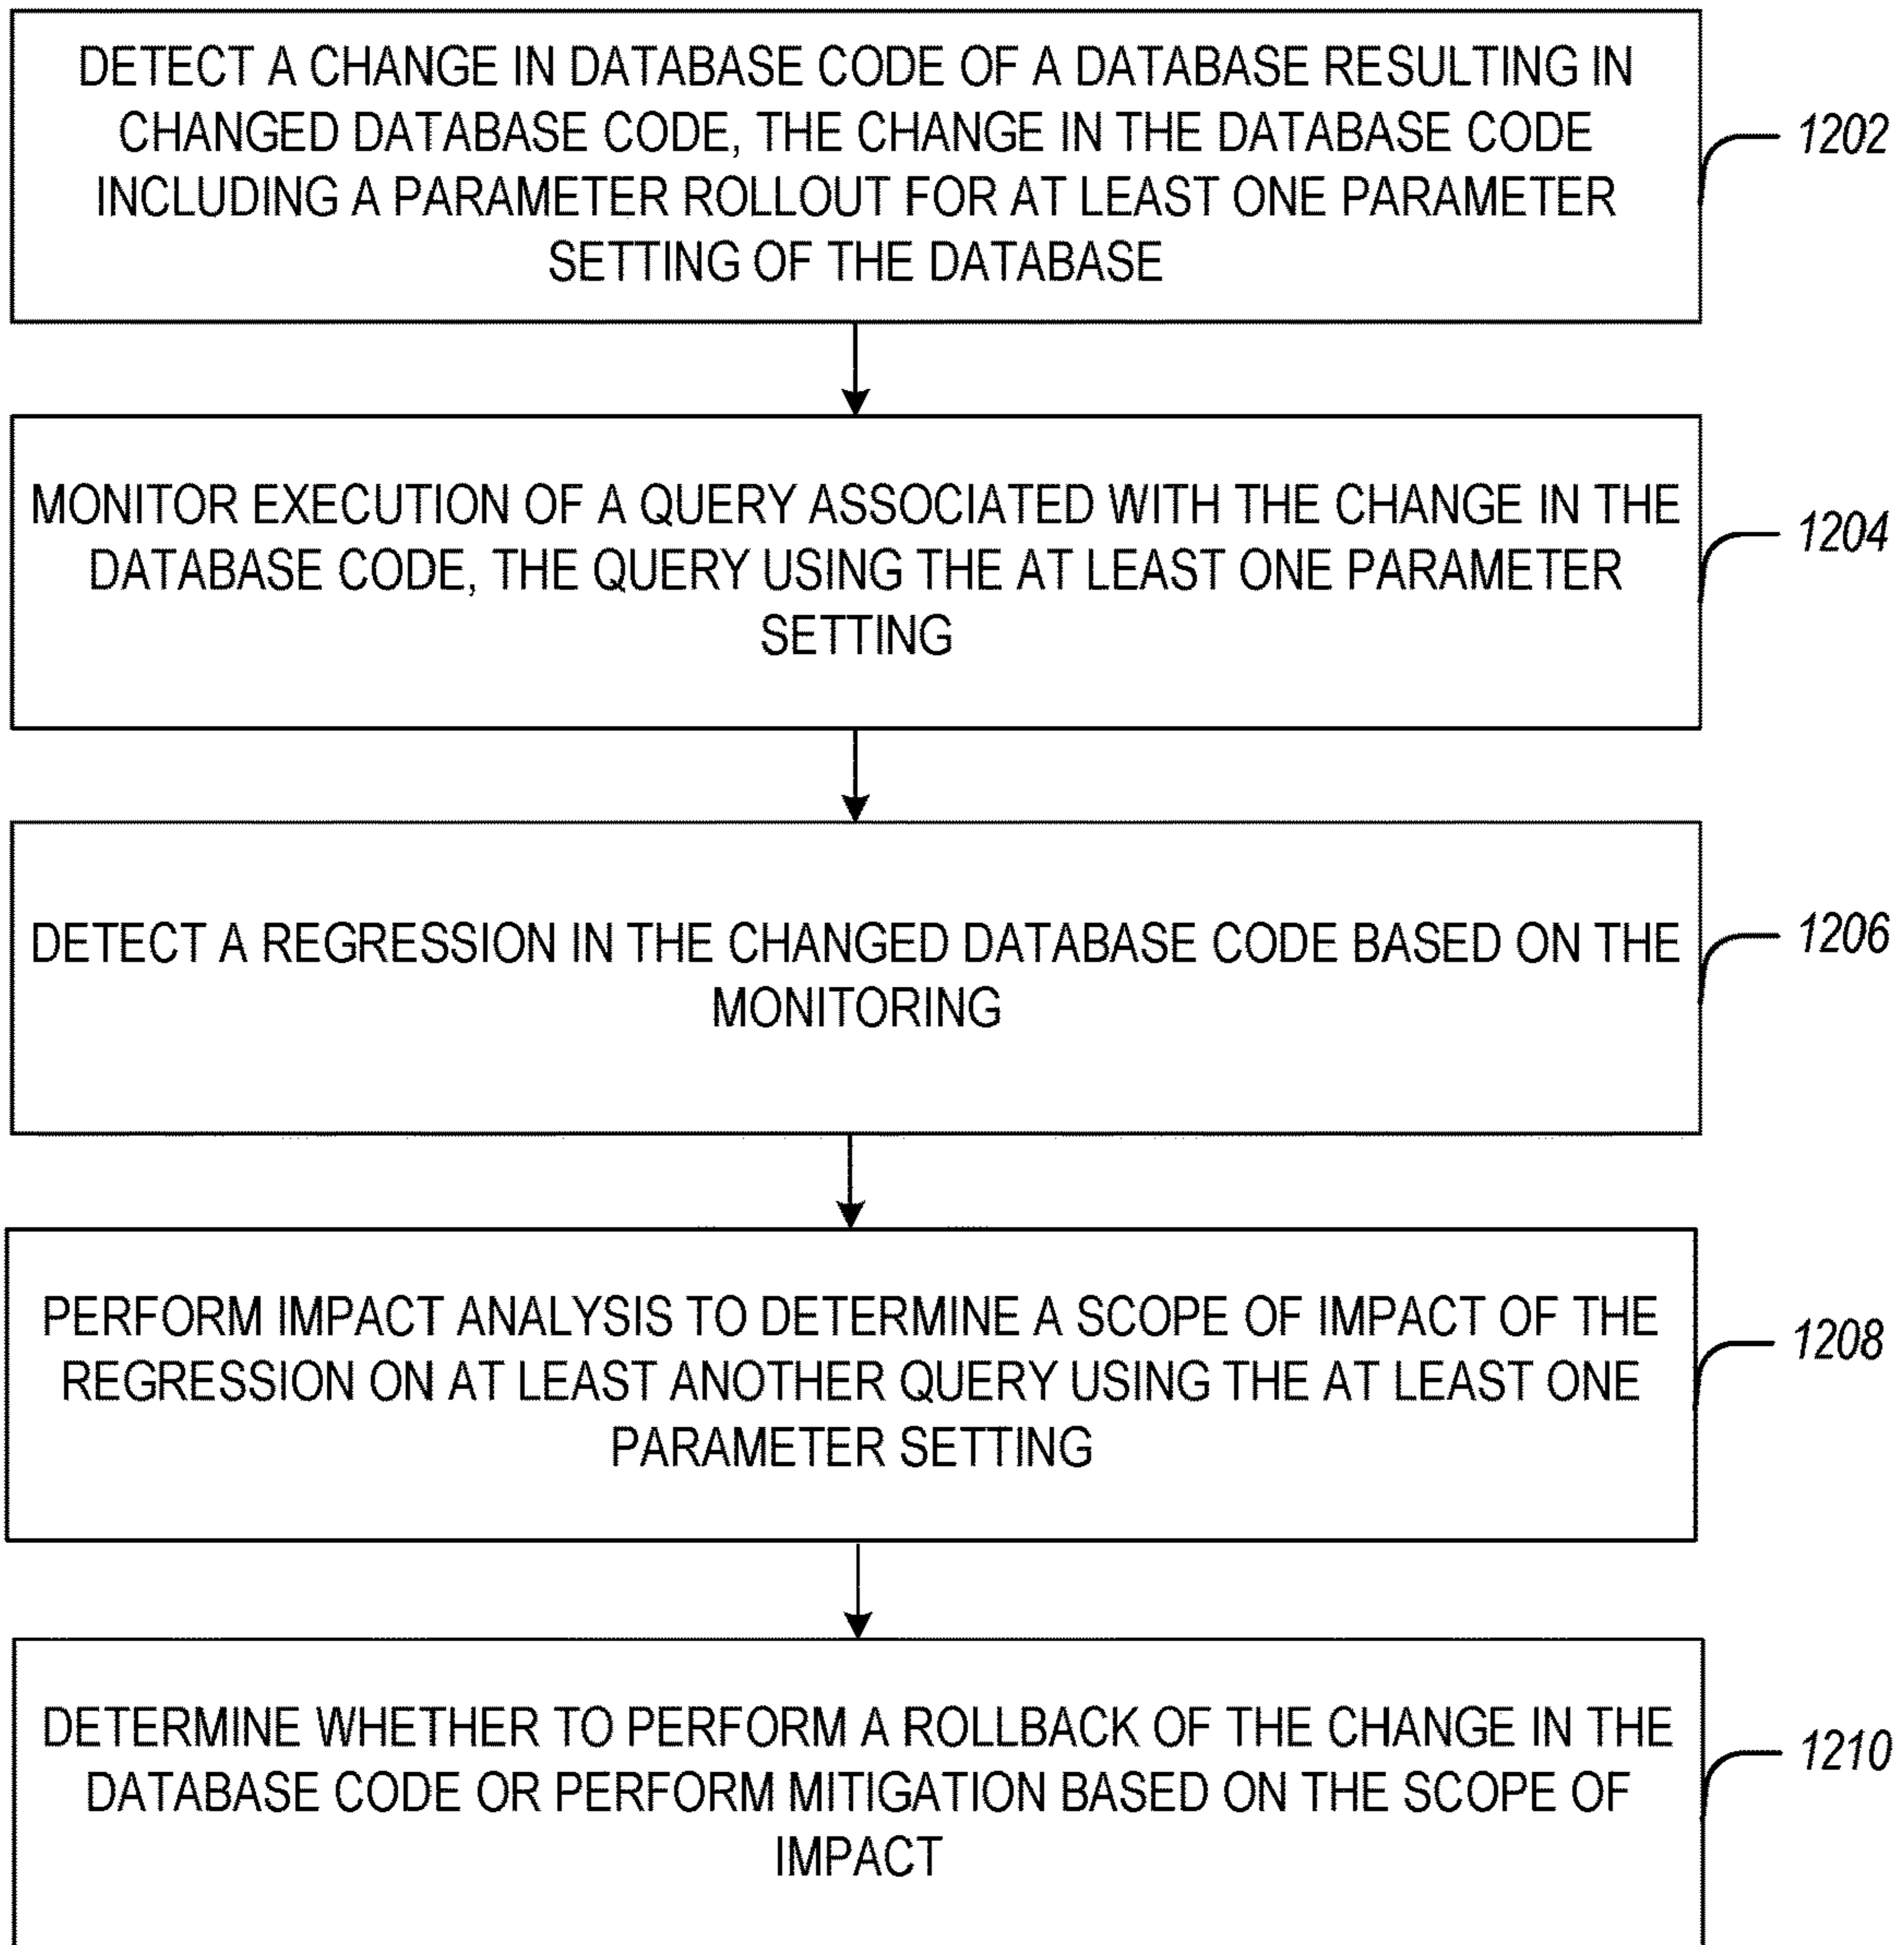 DETECT A CHANGE IN DATABASE CODE OF A DATABASE RESULTING IN
CHANGED DATABASE CODE, THE CHANGE IN THE DATABASE CODE
INCLUDING A PARAMETER ROLLOUT FOR AT LEAST ONE PARAMETER
SETTING OF THE DATABASE
1202
MONITOR EXECUTION OF A QUERY ASSOCIATED WITH THE CHANGE IN THE
DATABASE CODE, THE QUERY USING THE AT LEAST ONE PARAMETER
SETTING
1204
DETECT A REGRESSION IN THE CHANGED DATABASE CODE BASED ON THE
MONITORING
1206
PERFORM IMPACT ANALYSIS TO DETERMINE A SCOPE OF IMPACT OF THE
REGRESSION ON AT LEAST ANOTHER QUERY USING THE AT LEAST ONE
PARAMETER SETTING
1208
DETERMINE WHETHER TO PERFORM A ROLLBACK OF THE CHANGE IN THE
DATABASE CODE OR PERFORM MITIGATION BASED ON THE SCOPE OF
IMPACT
1210